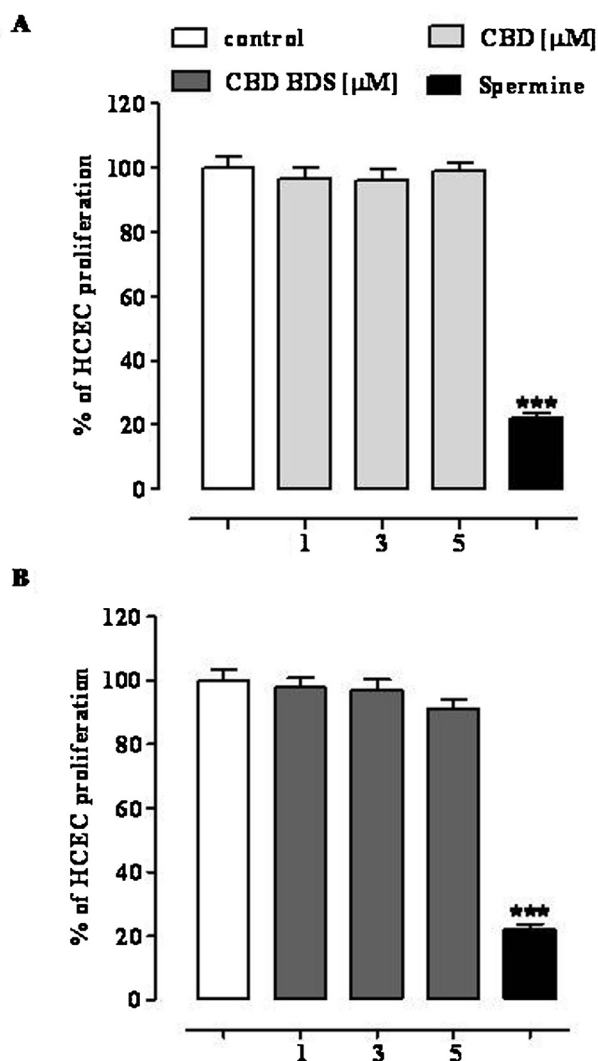 A
control
CBD [µM]
CBD BDS [µM]
Spermine
120
100
80
60
40
20
0
% of HCEC proliferation
***
1 3 5
B
120
100
80
60
40
20
0
% of HCEC proliferation
***
1 3 5